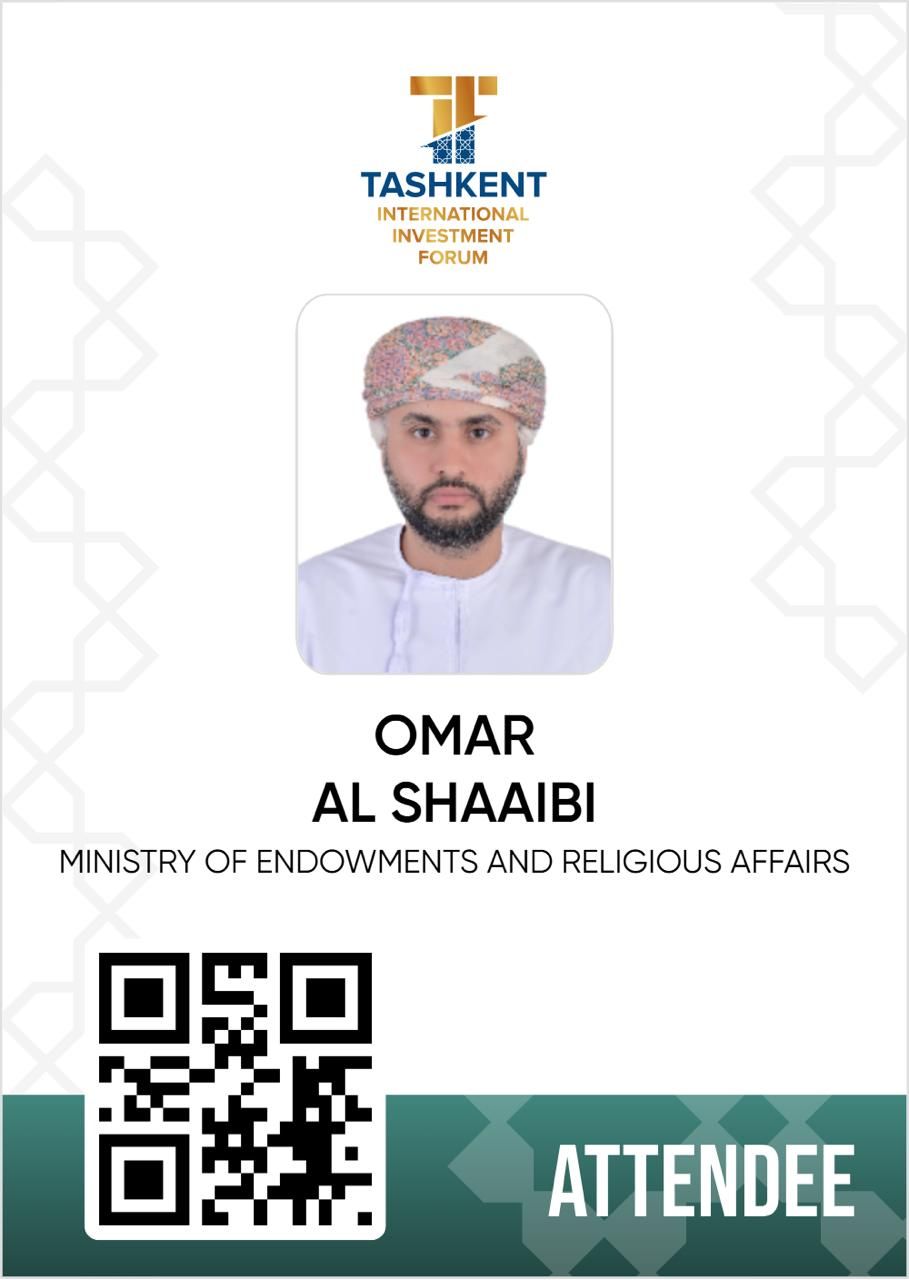 TASHKENT
INTERNATIONAL
INVESTMENT
FORUM
OMAR
AL SHAAIBI
MINISTRY OF ENDOWMENTS AND RELIGIOUS AFFAIRS
ATTENDEE